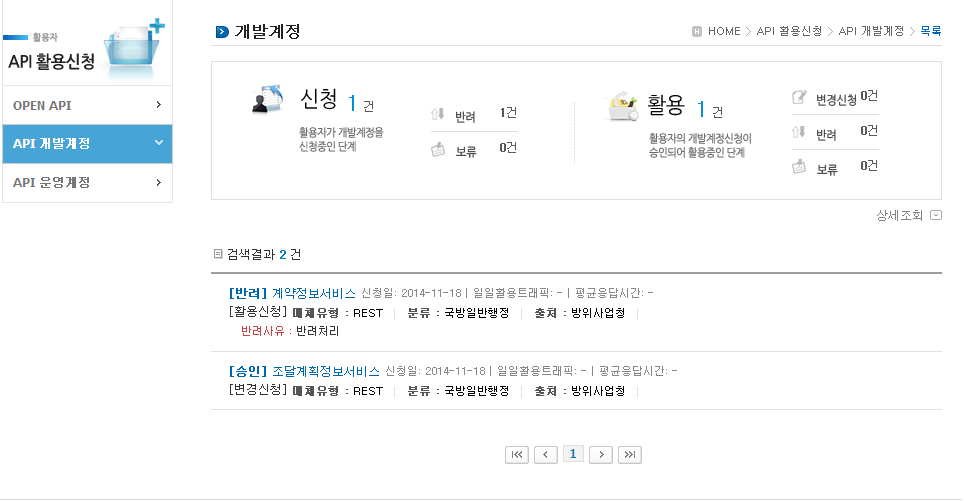 활용자
API 활용신청
OPEN API
API 개발계정
API 운영계정
개발계정
HOME > API 활용신청 > API 개발계정 > 목록
신청 1 건
활용자가 개발계정을
신청중인 단계
반려 1건
보류 0건
활용 1 건
활용자의 개발계정신청이
승인되어 활용중인 단계
변경신청 0건
반려 0건
보류 0건
상세조회
검색결과 2 건
[반려] 계약정보서비스 신청일: 2014-11-18 | 일일활용트래픽: - | 평균응답시간: -
[활용신청] 매체유형 : REST | 분류 : 국방일반행정 | 출처 : 방위사업청 |
반려사유 : 반려처리
[승인] 조달계획정보서비스 신청일: 2014-11-18 | 일일활용트래픽: - | 평균응답시간: -
[변경신청] 매체유형 : REST | 분류 : 국방일반행정 | 출처 : 방위사업청 |
1